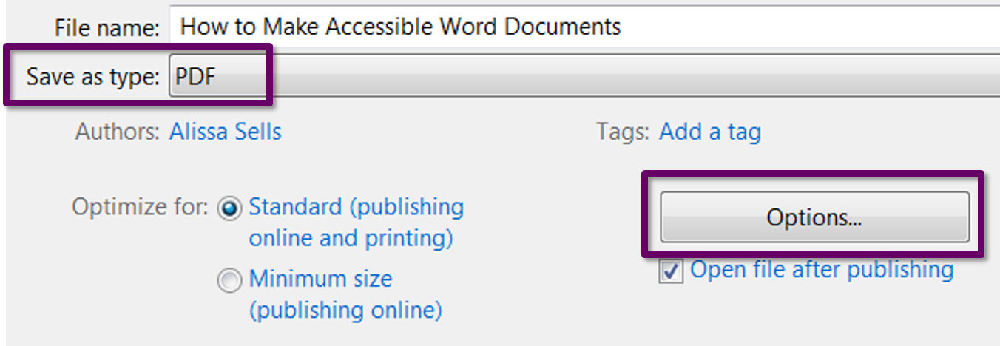 File name: How to Make Accessible Word Documents
Save as type: PDF
Authors: Alissa Sells Tags: Add a tag
Optimize for: Standard (publishing
online and printing)
Options...
Open file after publishing
Minimum size
(publishing online)